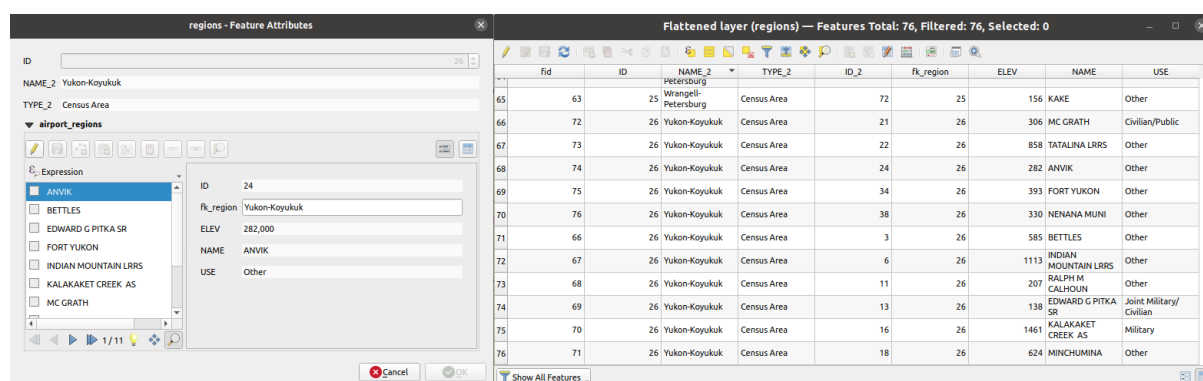 regions - Feature Attributes
ID 26
NAME_2 Yukon-Koyukuk
TYPE_2 Census Area
airport_regions
Expression
ANVIK
BETTLES
EDWARD G PITKA SR
FORT YUKON
INDIAN MOUNTAIN LRRS
KALAKAKET CREEK AS
MC GRATH
1 / 11
ID 24
fk_region Yukon-Koyukuk
ELEV 282,000
NAME ANVIK
USE Other
Cancel OK
Flattened layer (regions) — Features Total: 76, Filtered: 76, Selected: 0
fid ID NAME_2 TYPE_2 ID_2 fk_region ELEV NAME USE
Petersburg
65 63 25 Wrangell-Petersburg Census Area 72 25 156 KAKE Other
66 72 26 Yukon-Koyukuk Census Area 21 26 306 MC GRATH Civilian/Public
67 73 26 Yukon-Koyukuk Census Area 22 26 858 TATALINA LRRS Other
68 74 26 Yukon-Koyukuk Census Area 24 26 282 ANVIK Other
69 75 26 Yukon-Koyukuk Census Area 34 26 393 FORT YUKON Other
70 76 26 Yukon-Koyukuk Census Area 38 26 330 NENANA MUNI Other
71 66 26 Yukon-Koyukuk Census Area 3 26 585 BETTLES Other
72 67 26 Yukon-Koyukuk Census Area 6 26 1113 INDIAN MOUNTAIN LRRS Other
73 68 26 Yukon-Koyukuk Census Area 11 26 207 RALPH M CALHOUN Other
74 69 26 Yukon-Koyukuk Census Area 13 26 138 EDWARD G PITKA SR Joint Military/Civilian
75 70 26 Yukon-Koyukuk Census Area 16 26 1461 KALAKAKET CREEK AS Military
76 71 26 Yukon-Koyukuk Census Area 18 26 624 MINCHUMINA Other
Show All Features